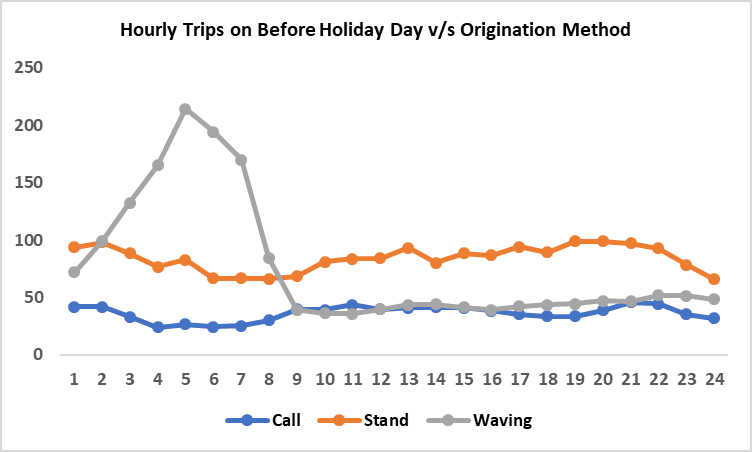 Hourly Trips on Before Holiday Day v/s Origination Method
250
200
150
100
50
0
1 2 3 4 5 6 7 8 9 10 11 12 13 14 15 16 17 18 19 20 21 22 23 24
Call Stand Waving